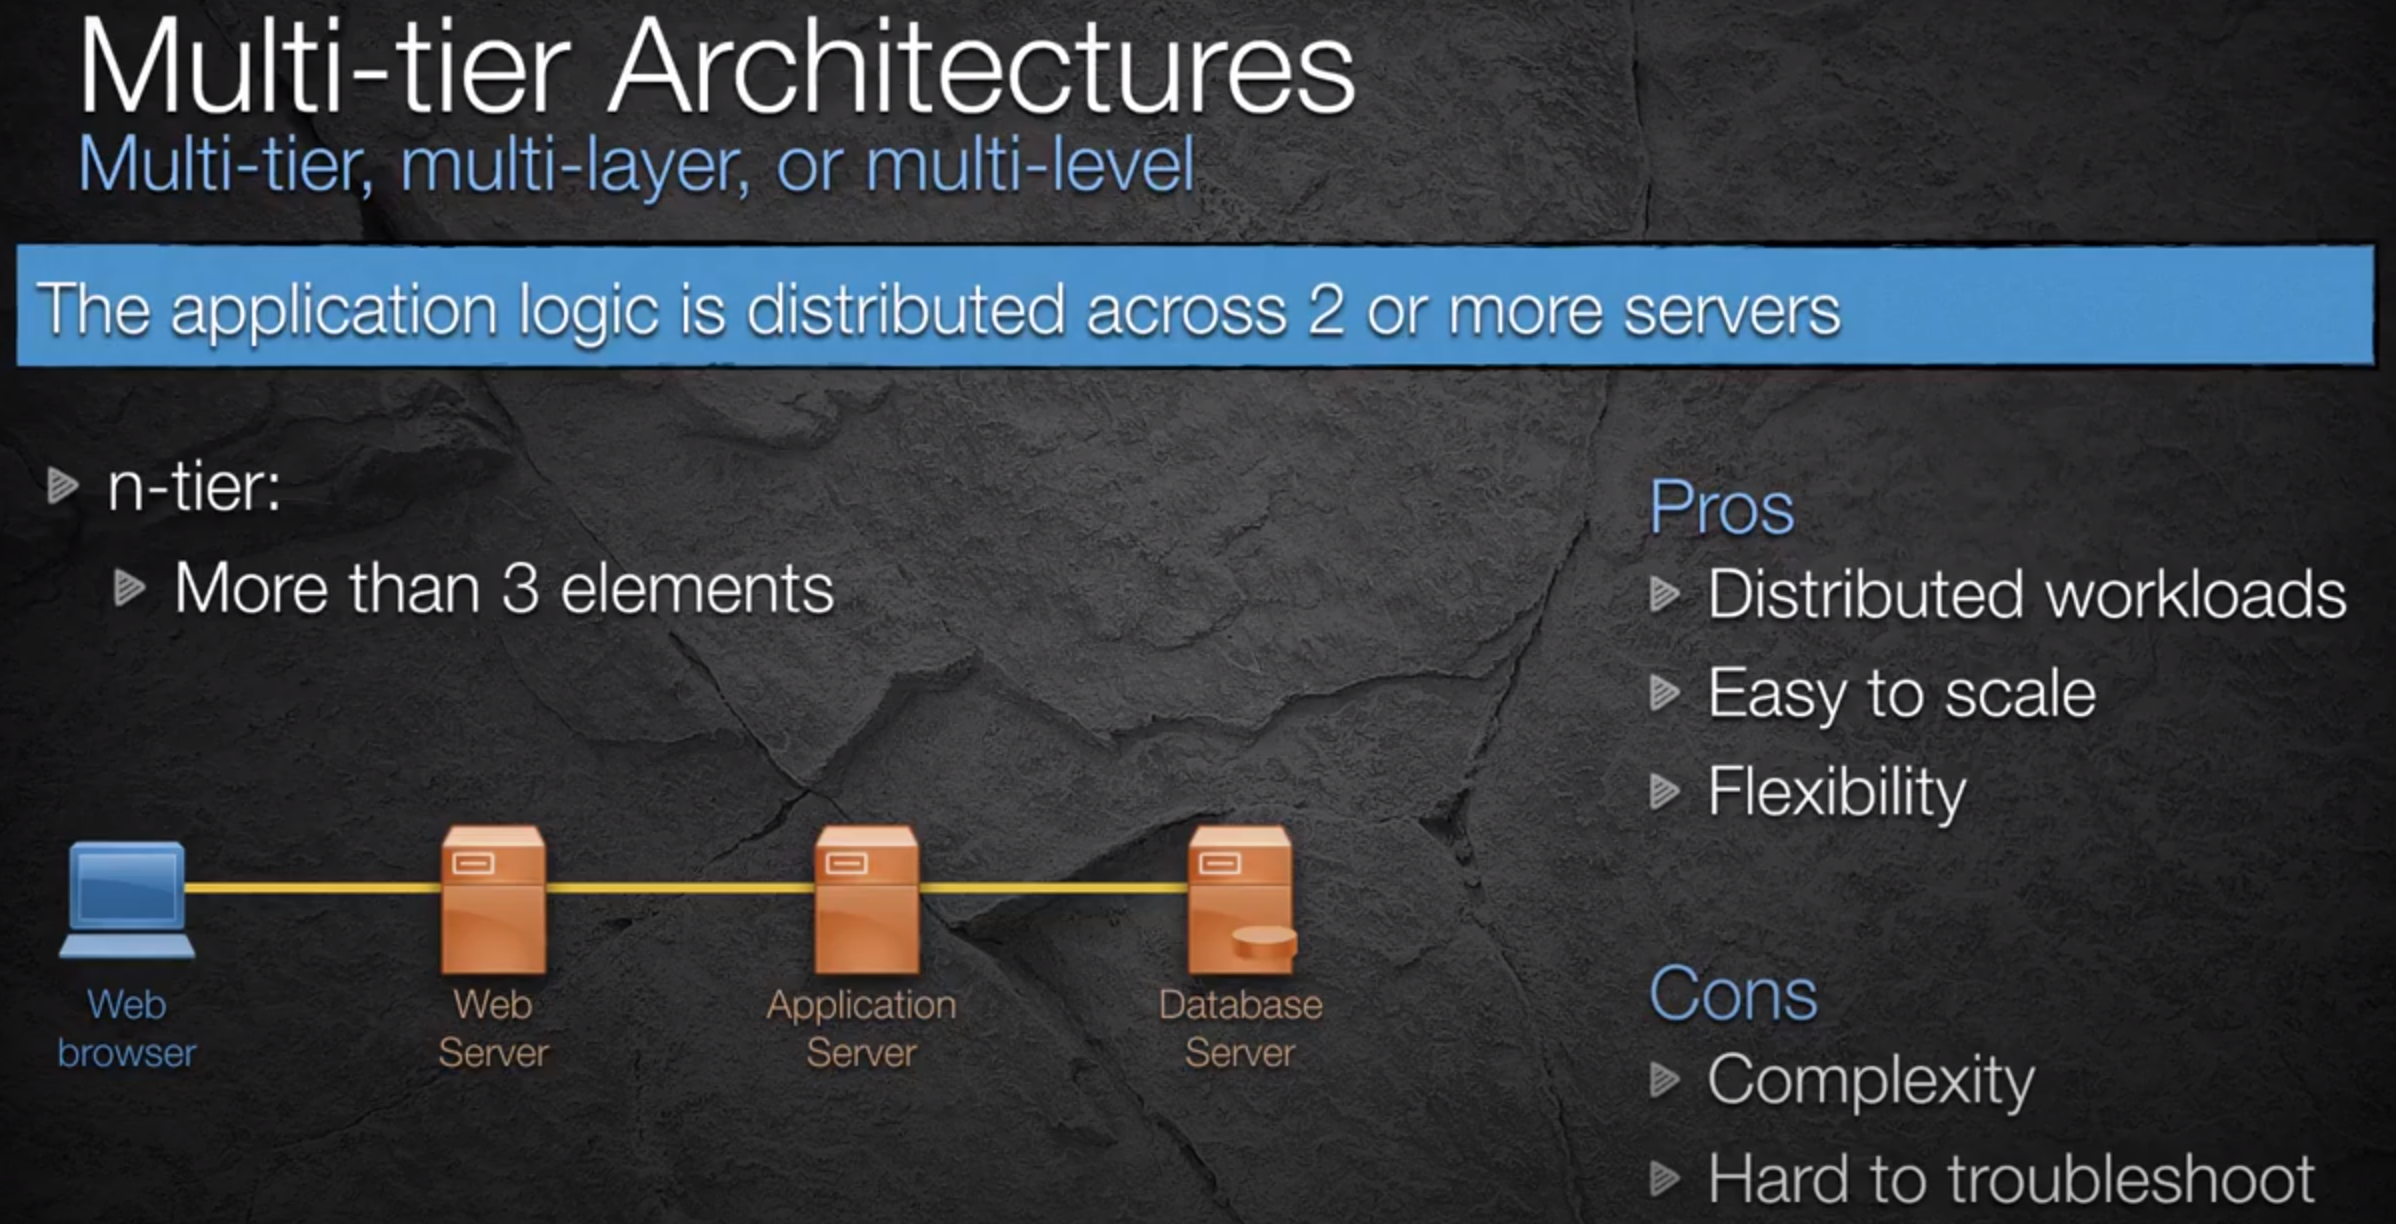 Multi-tier Architectures
Multi-tier, multi-layer, or multi-level
The application logic is distributed across 2 or more servers
n-tier:
More than 3 elements
Web
browser
Web
Server
Application
Server
Database
Server
Pros
Distributed workloads
Easy to scale
Flexibility
Cons
Complexity
Hard to troubleshoot